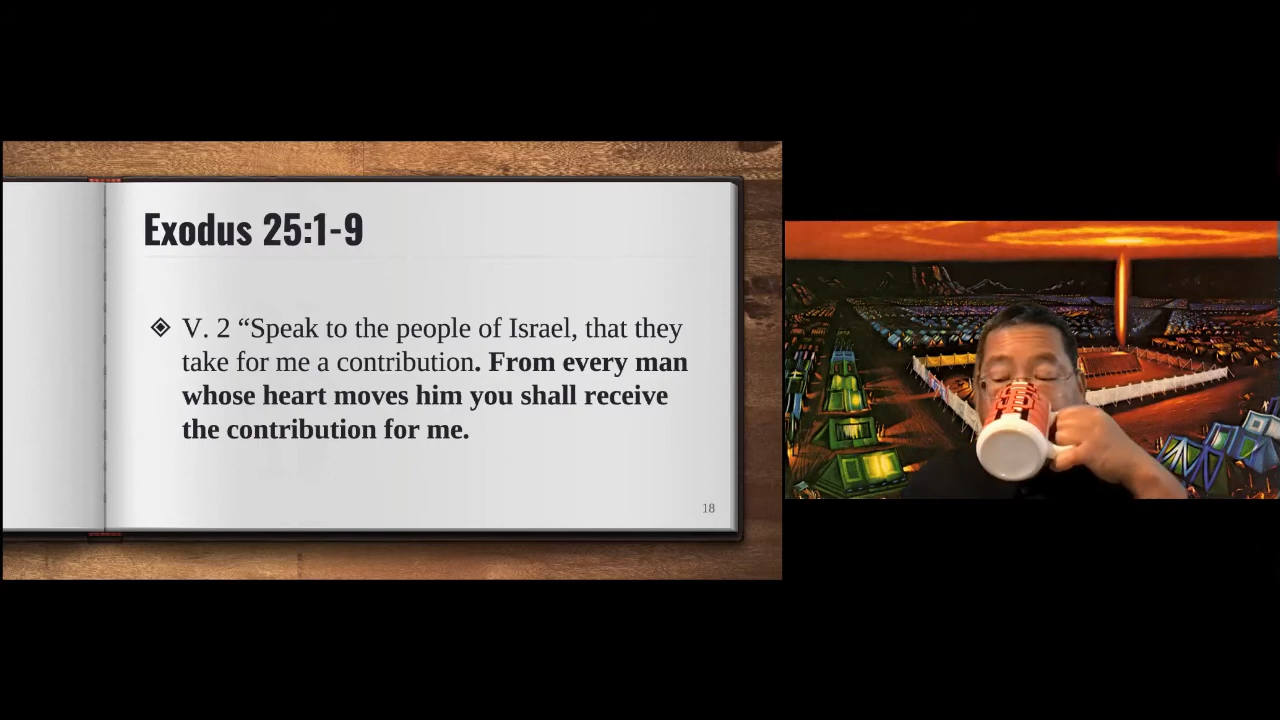 Exodus 25:1-9
V. 2 “Speak to the people of Israel, that they
take for me a contribution. From every man
whose heart moves him you shall receive
the contribution for me.
18